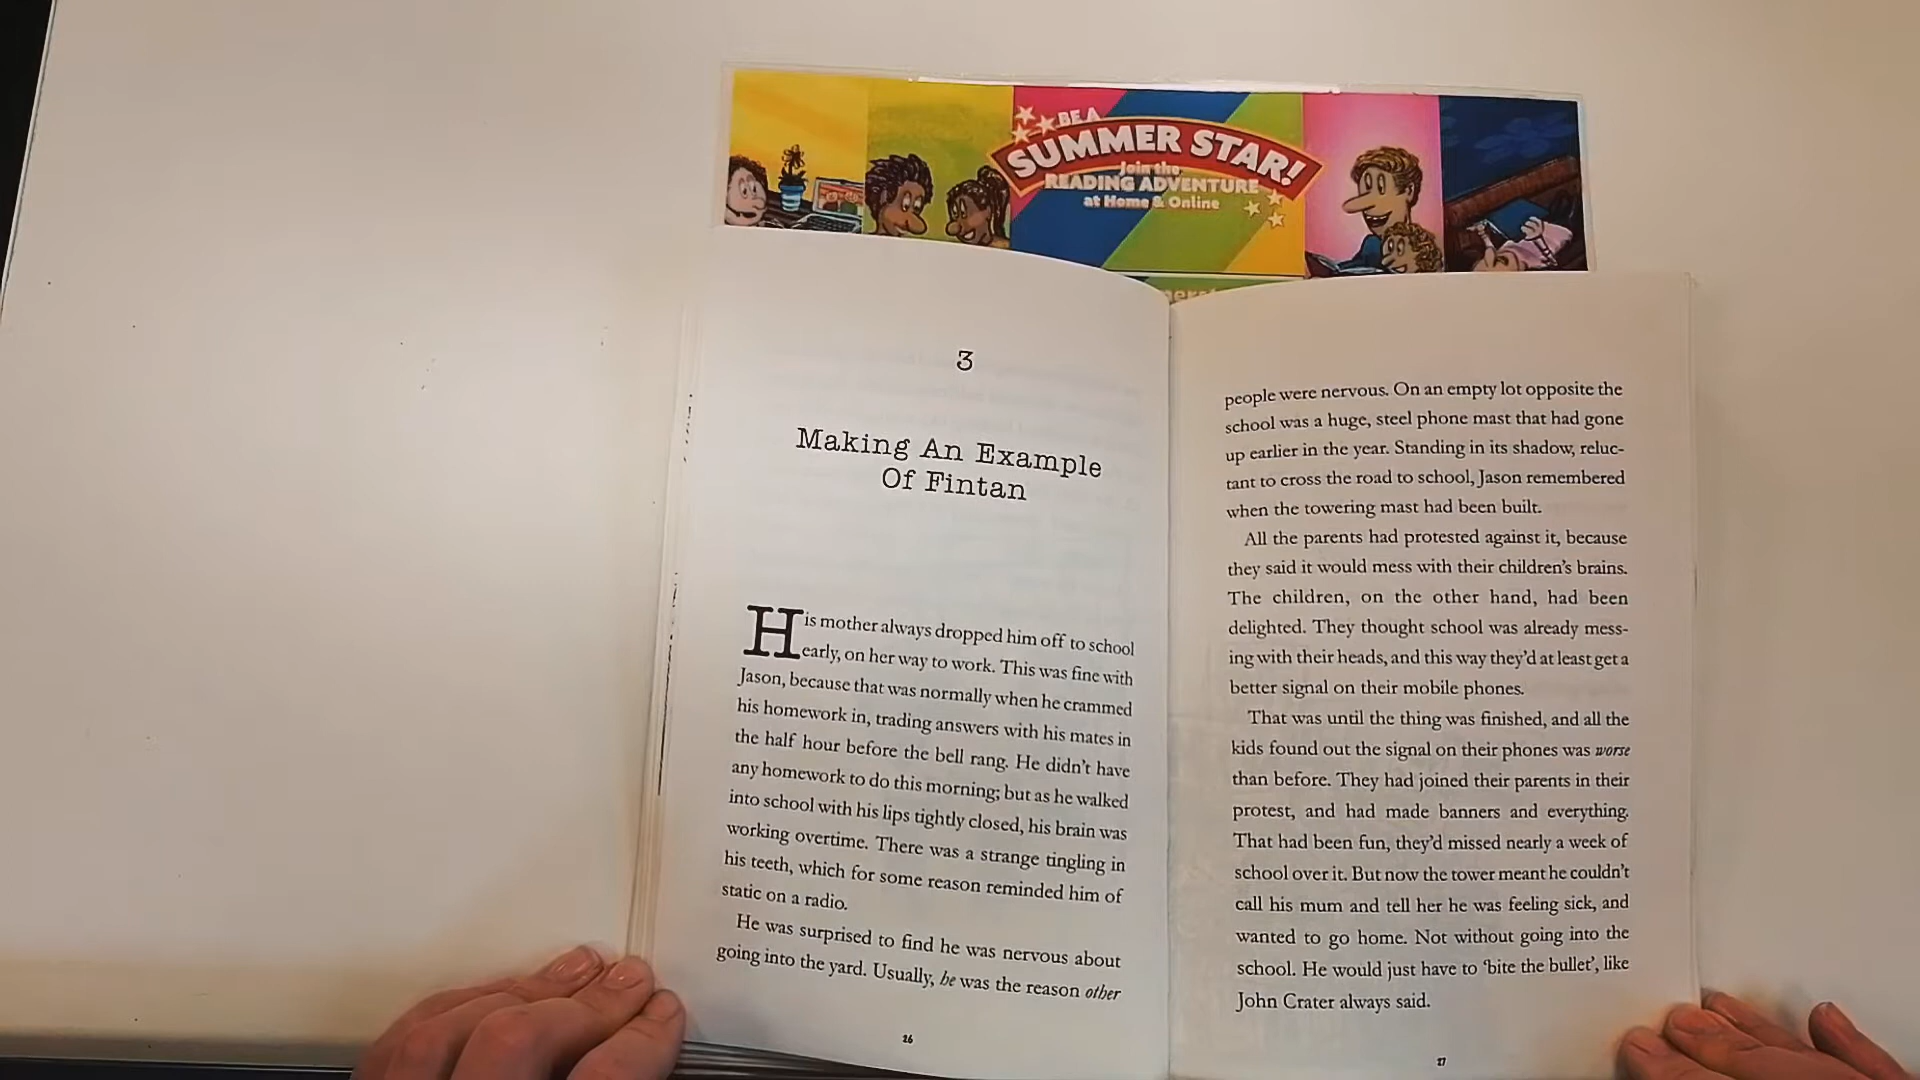 BE A
SUMMER STAR!
Join the
READING ADVENTURE
at Home & Online
3
Making An Example
Of Fintan
His mother always dropped him off to school
early, on her way to work. This was fine with
Jason, because that was normally when he crammed
his homework in, trading answers with his mates in
the half hour before the bell rang. He didn't have
any homework to do this morning; but as he walked
into school with his lips tightly closed, his brain was
working overtime. There was a strange tingling in
his teeth, which for some reason reminded him of
static on a radio.
He was surprised to find he was nervous about
going into the yard. Usually, he was the reason other
26
people were nervous. On an empty lot opposite the
school was a huge, steel phone mast that had gone
up earlier in the year. Standing in its shadow, reluc-
tant to cross the road to school, Jason remembered
when the towering mast had been built.
All the parents had protested against it, because
they said it would mess with their children's brains.
The children, on the other hand, had been
delighted. They thought school was already mess-
ing with their heads, and this way they'd at least get a
better signal on their mobile phones.
That was until the thing was finished, and all the
kids found out the signal on their phones was worse
than before. They had joined their parents in their
protest, and had made banners and everything.
That had been fun, they'd missed nearly a week of
school over it. But now the tower meant he couldn't
call his mum and tell her he was feeling sick, and
wanted to go home. Not without going into the
school. He would just have to 'bite the bullet', like
John Crater always said.
27